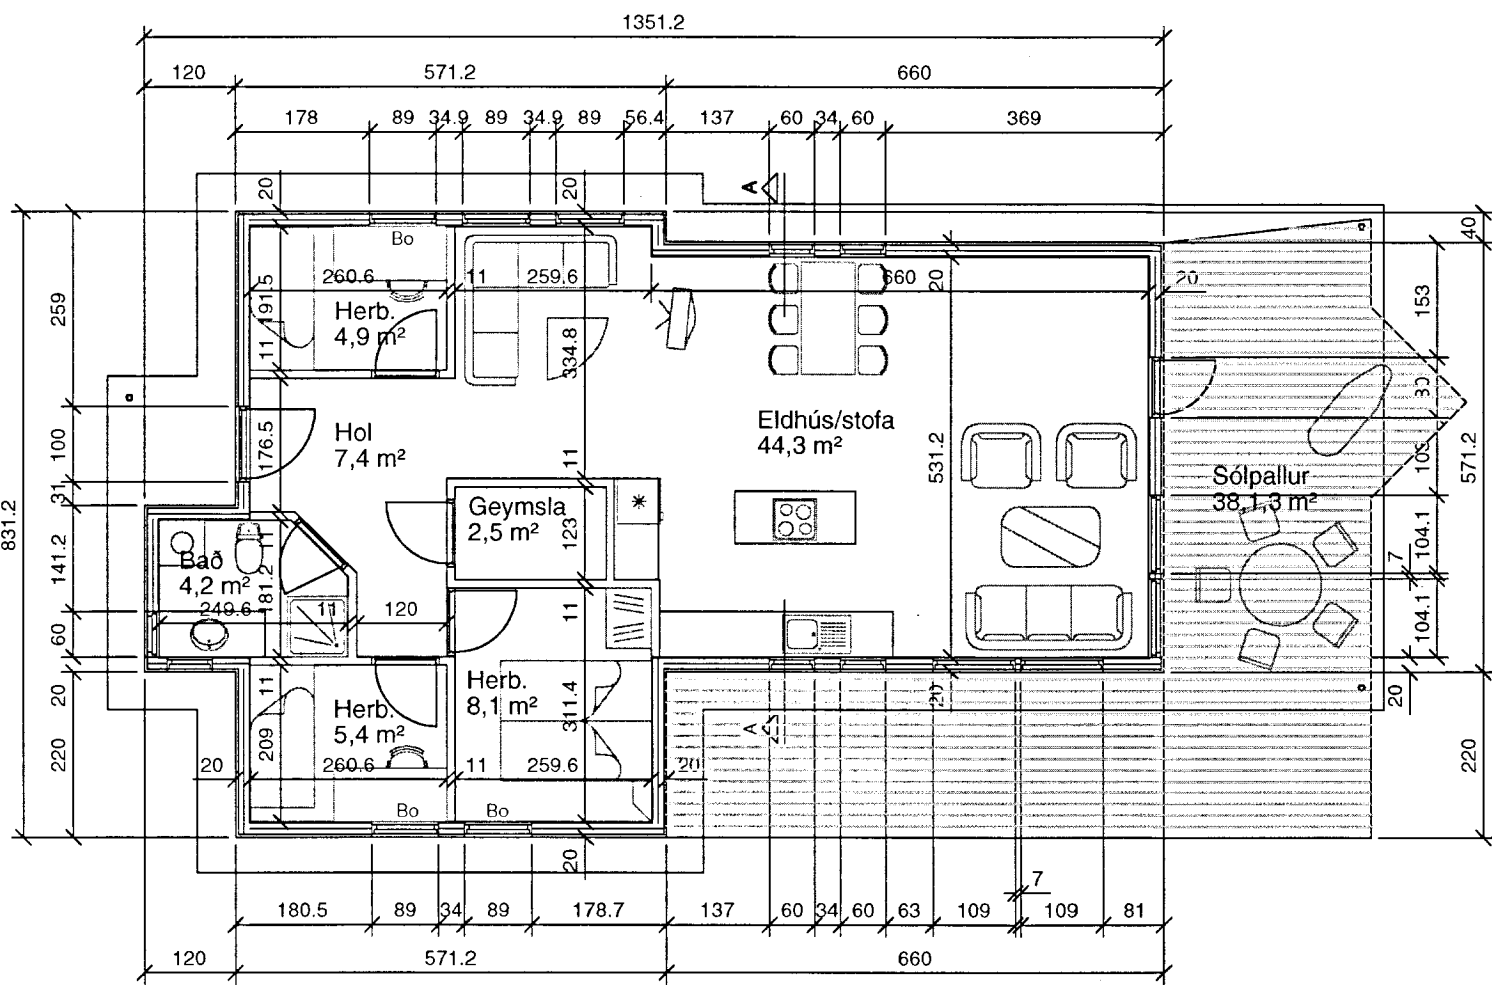 1351.2
120 571.2 660
178 89 34.9 89 34.9 89 56.4 137 60 34 60 369
20 20 A 40
Bo
260.6 11 259.6 660 20 20
191.5 259 153
Herb.
4,9 m²
11 334.8 80
Eldhús/stofa
44,3 m²
Hol
7,4 m²
100 176.5 11 531.2 571.2
Sólpallur
38,1,3 m²
31
Geymsla
2,5 m²
831.2 141.2 11 123 104.1
Bað
4,2 m²
181.2 7
249.6 11 120 11 104.1
60
Herb.
8,1 m²
20 11 311.4 20 20
Herb.
5,4 m²
A
220 209 220
20 260.6 11 259.6 20
Bo Bo
20
7
180.5 89 34 89 178.7 137 60 34 60 63 109 109 81
120 571.2 660